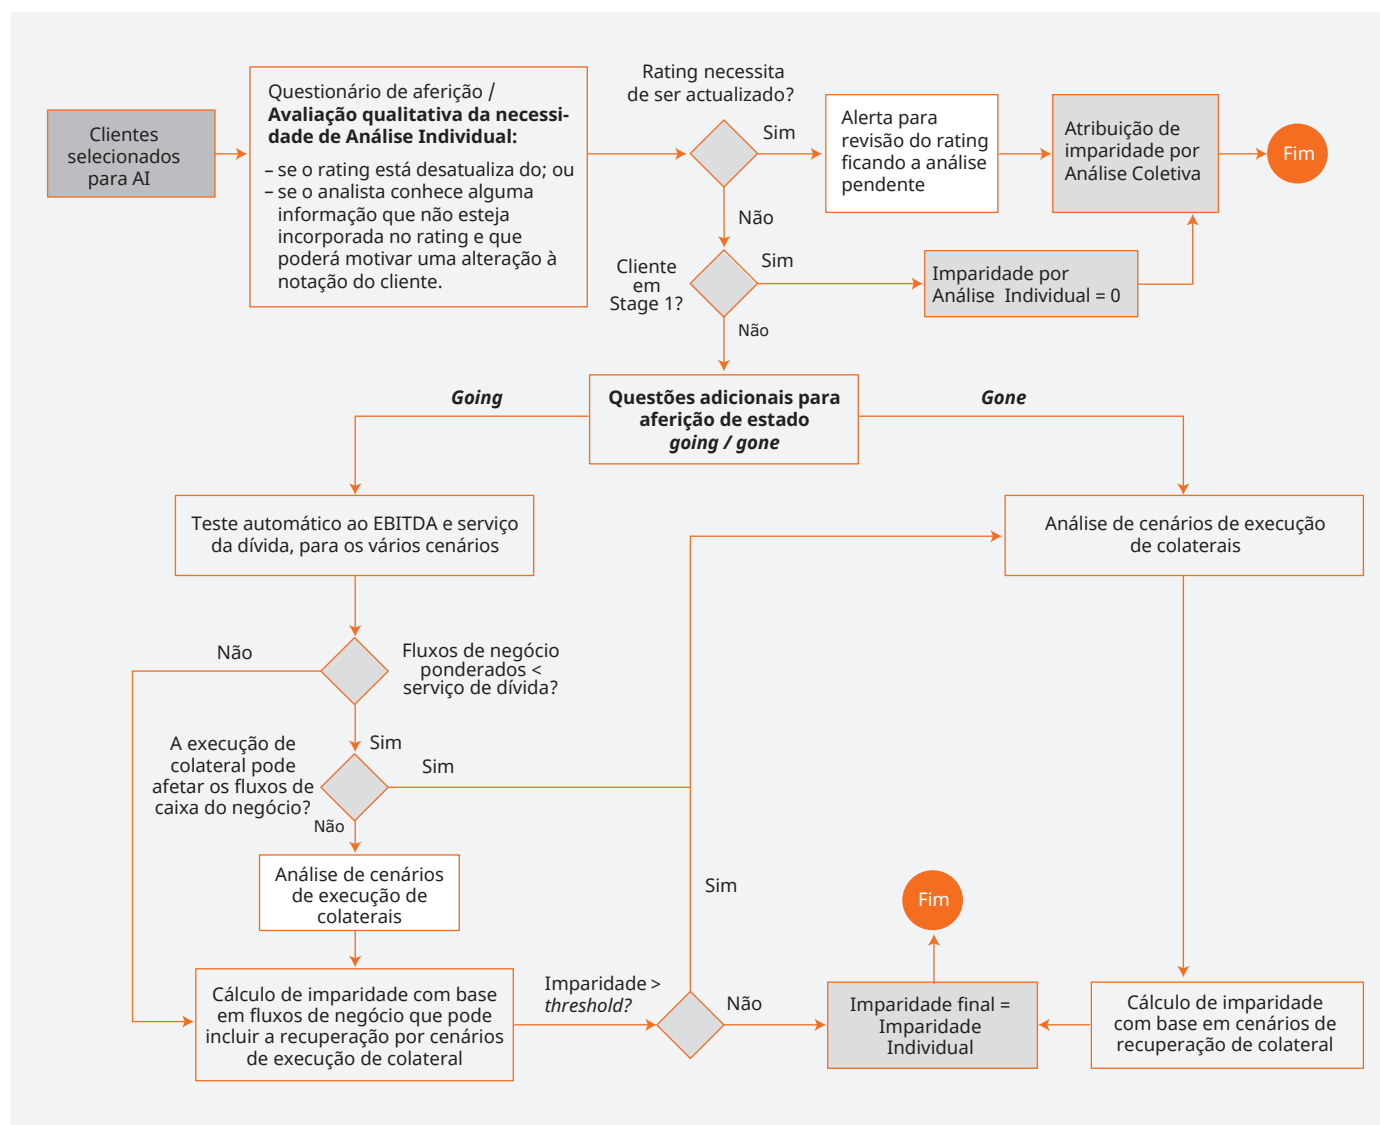 Clientes
selecionados
para AI
Questionário de aferição /
Avaliação qualitativa da necessi-
dade de Análise Individual:
– se o rating está desatualiza do; ou
– se o analista conhece alguma
informação que não esteja
incorporada no rating e que
poderá motivar uma alteração à
notação do cliente.
Rating necessita
de ser actualizado?
Sim
Alerta para
revisão do rating
ficando a análise
pendente
Atribuição de
imparidade por
Análise Coletiva
Fim
Não
Cliente
em
Stage 1?
Sim
Imparidade por
Análise Individual = 0
Não
Going
Questões adicionais para
aferição de estado
going / gone
Gone
Teste automático ao EBITDA e serviço
da dívida, para os vários cenários
Análise de cenários de execução
de colaterais
Não
Fluxos de negócio
ponderados <
serviço de dívida?
Sim
A execução de
colateral pode
afetar os fluxos de
caixa do negócio?
Sim
Não
Análise de cenários
de execução de
colaterais
Sim
Fim
Cálculo de imparidade com base
em fluxos de negócio que pode
incluir a recuperação por cenários
de execução de colateral
Imparidade >
threshold?
Não
Imparidade final =
Imparidade
Individual
Cálculo de imparidade
com base em cenários de
recuperação de colateral